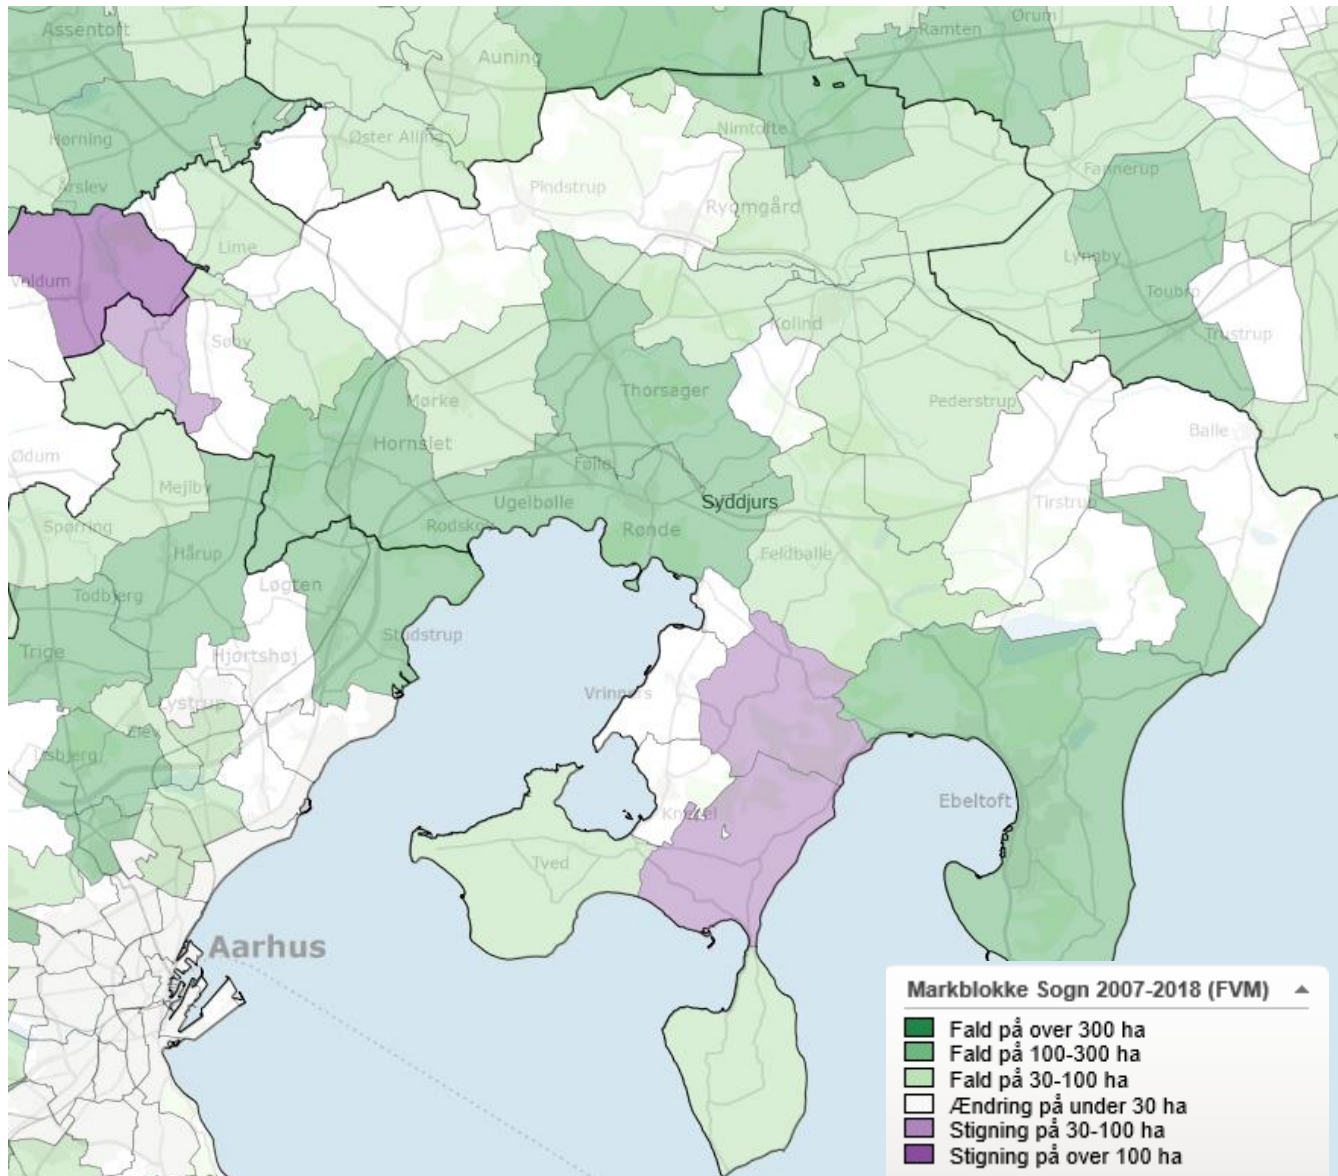 Assentoft
Auning
Ramten
Ørum
Hørning
Øster Alling
Nimtofte
Årslev
Pindstrup
Fannerup
Ryomgård
Lime
Voldum
Lyngby
Toubro
Søby
Kolind
Trustrup
Thorsager
Mørke
Pederstrup
Hornslet
Balle
Ødum
Følle
Mejlby
Ugelbølle
Syddjurs
Tirstrup
Spørring
Rodskov
Rønde
Hårup
Feldballe
Løgten
Todbjerg
Studstrup
Trige
Hjortshøj
Vrinners
Lystrup
Elev
Ebeltoft
Knebel
Tved
Aarhus
Markblokke Sogn 2007-2018 (FVM)
Fald på over 300 ha
Fald på 100-300 ha
Fald på 30-100 ha
Ændring på under 30 ha
Stigning på 30-100 ha
Stigning på over 100 ha